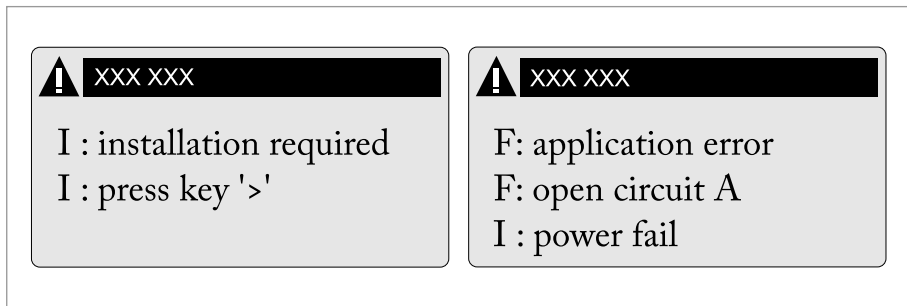 XXX XXX
I : installation required
I : press key '>'
XXX XXX
F: application error
F: open circuit A
I : power fail